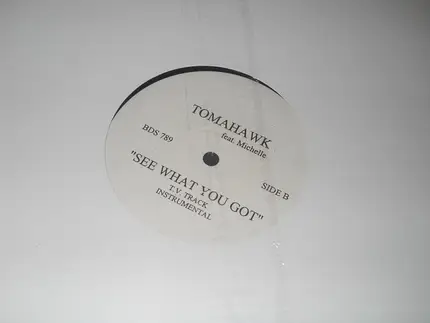 TOMAHAWK
feat. Michelle
BDS 789
SIDE B
"SEE WHAT YOU GOT"
T.V. TRACK
INSTRUMENTAL